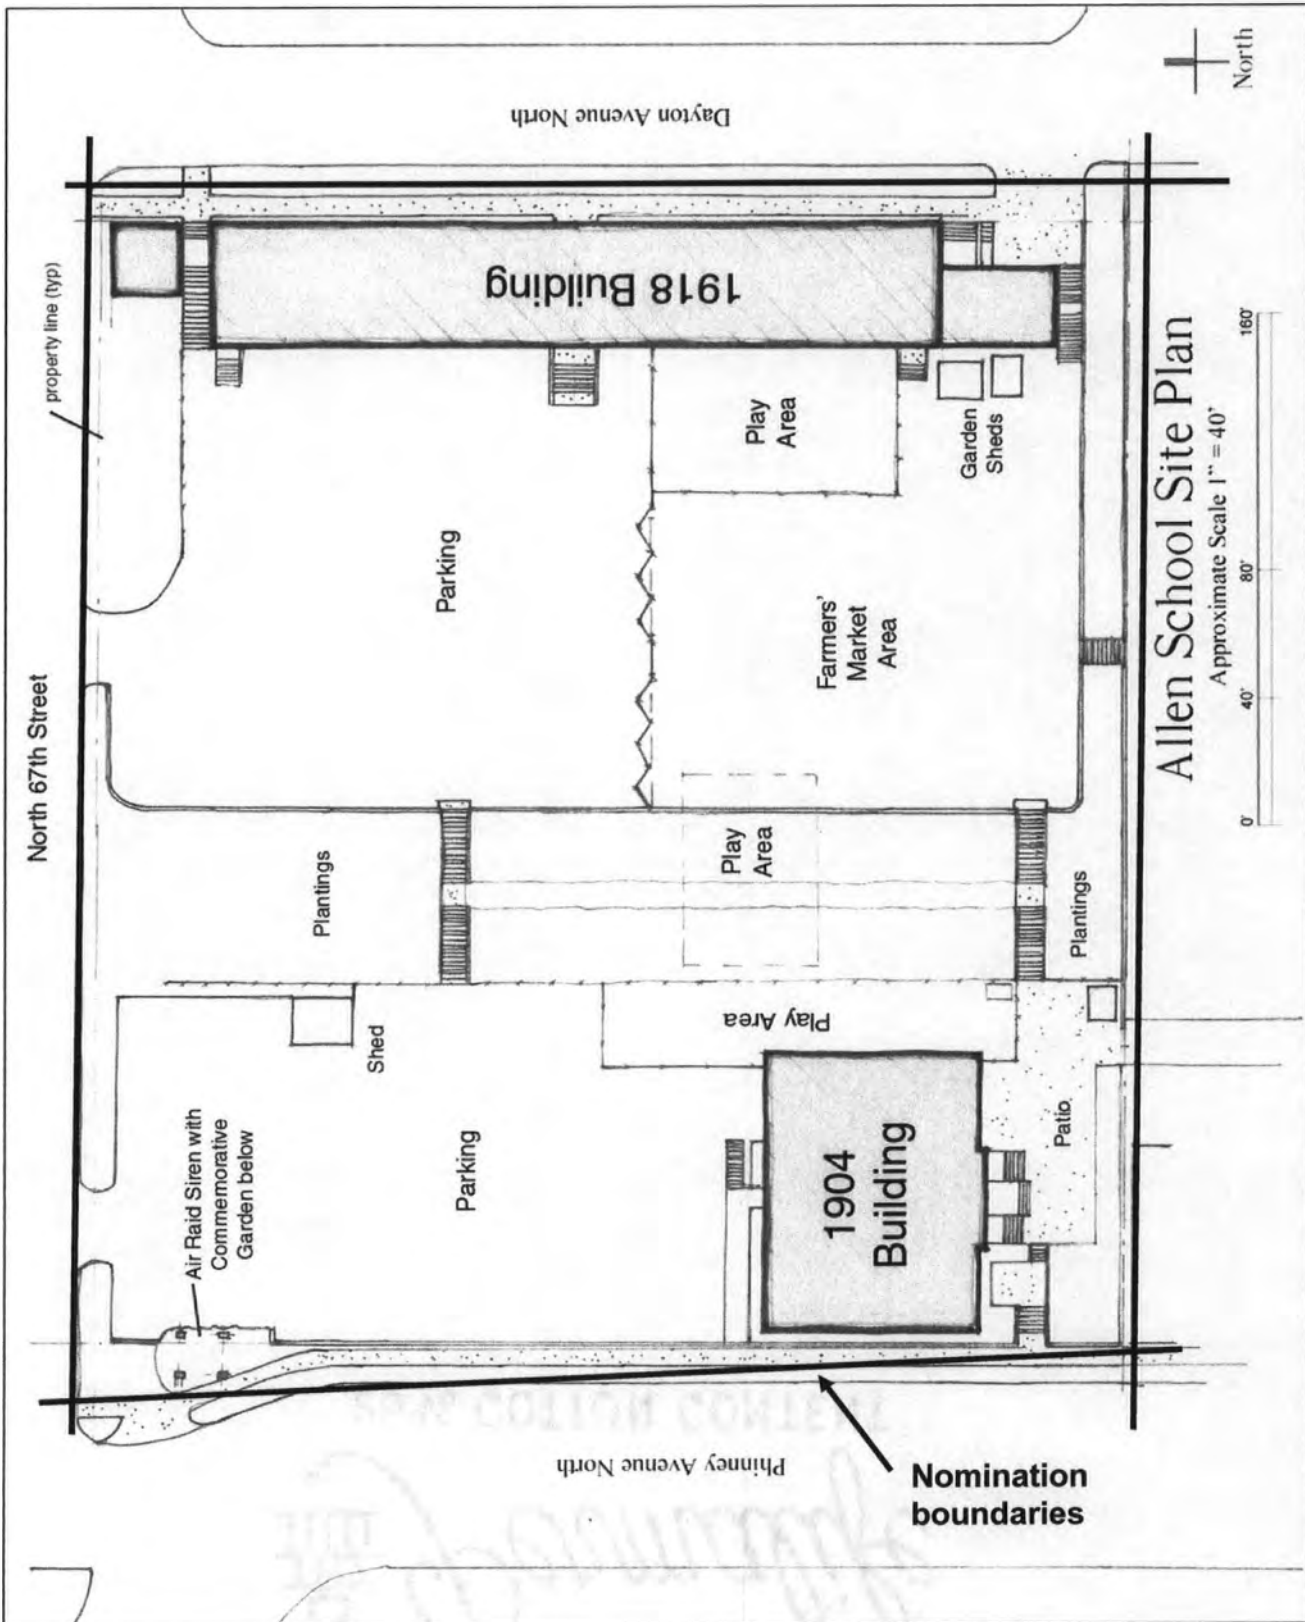 North
Dayton Avenue North
property line (typ)
North 67th Street
1918 Building
Play
Area
Garden
Sheds
Parking
Farmers'
Market
Area
Allen School Site Plan
Approximate Scale 1" = 40'
0'
40'
80'
160'
Plantings
Play
Area
Plantings
Shed
Play Area
Air Raid Siren with
Commemorative
Garden below
Parking
1904
Building
Patio
Phinney Avenue North
Nomination
boundaries
COTTON CONTENT